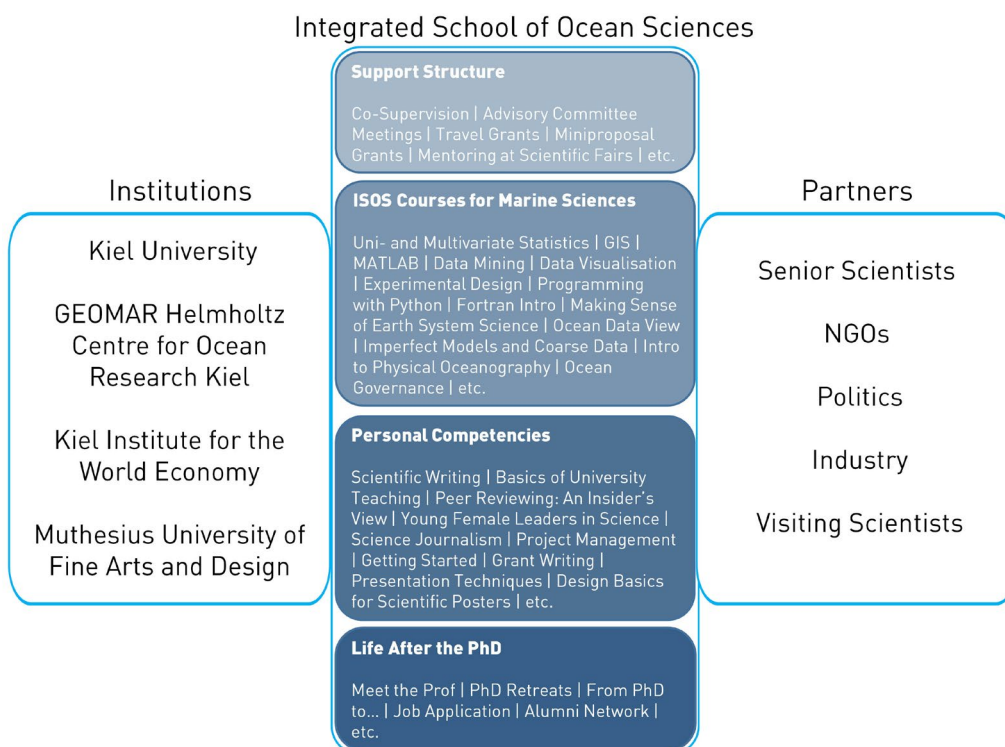 Integrated School of Ocean Sciences
Support Structure
Co-Supervision | Advisory Committee
Meetings | Travel Grants | Miniproposal
Grants | Mentoring at Scientific Fairs | etc.
Institutions
Kiel University
GEOMAR Helmholtz
Centre for Ocean
Research Kiel
Kiel Institute for the
World Economy
Muthesius University of
Fine Arts and Design
ISOS Courses for Marine Sciences
Uni- and Multivariate Statistics | GIS |
MATLAB | Data Mining | Data Visualisation
| Experimental Design | Programming
with Python | Fortran Intro | Making Sense
of Earth System Science | Ocean Data View
| Imperfect Models and Coarse Data | Intro
to Physical Oceanography | Ocean
Governance | etc.
Personal Competencies
Scientific Writing | Basics of University
Teaching | Peer Reviewing: An Insider's
View | Young Female Leaders in Science |
Science Journalism | Project Management
| Getting Started | Grant Writing |
Presentation Techniques | Design Basics
for Scientific Posters | etc.
Life After the PhD
Meet the Prof | PhD Retreats | From PhD
to... | Job Application | Alumni Network |
etc.
Partners
Senior Scientists
NGOs
Politics
Industry
Visiting Scientists